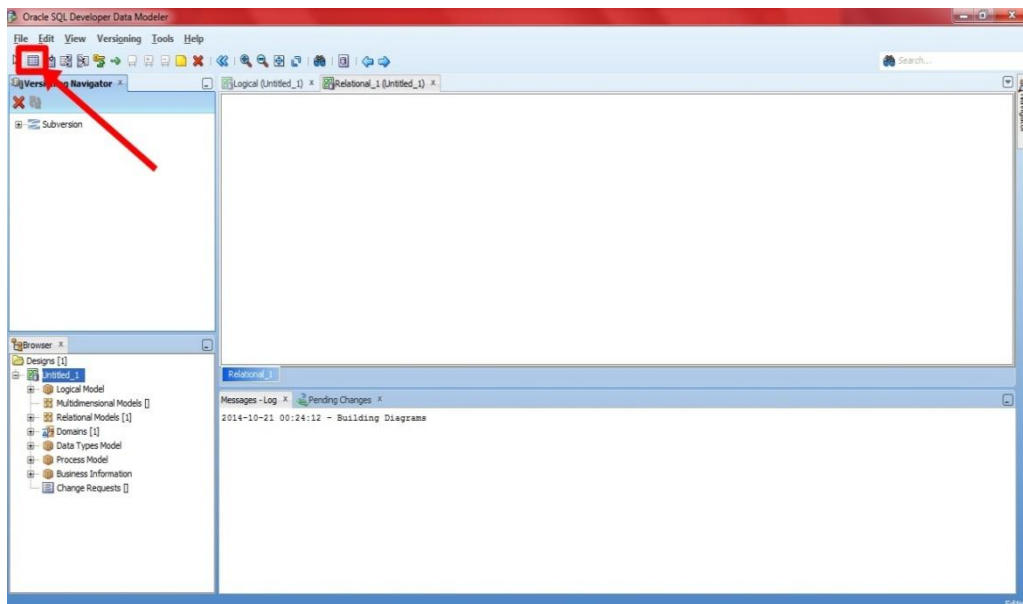 Oracle SQL Developer Data Modeler
File Edit View Versioning Tools Help
Search...
Navigator
Logical (Untitled_1) x Relational_1 (Untitled_1) x
Navigator
Subversion
Browser x
Designs [1]
Untitled_1
Logical Model
Multidimensional Models []
Relational Models [1]
Domains [1]
Data Types Model
Process Model
Business Information
Change Requests []
Relational_1
Messages - Log x Pending Changes x
2014-10-21 00:24:12 - Building Diagrams